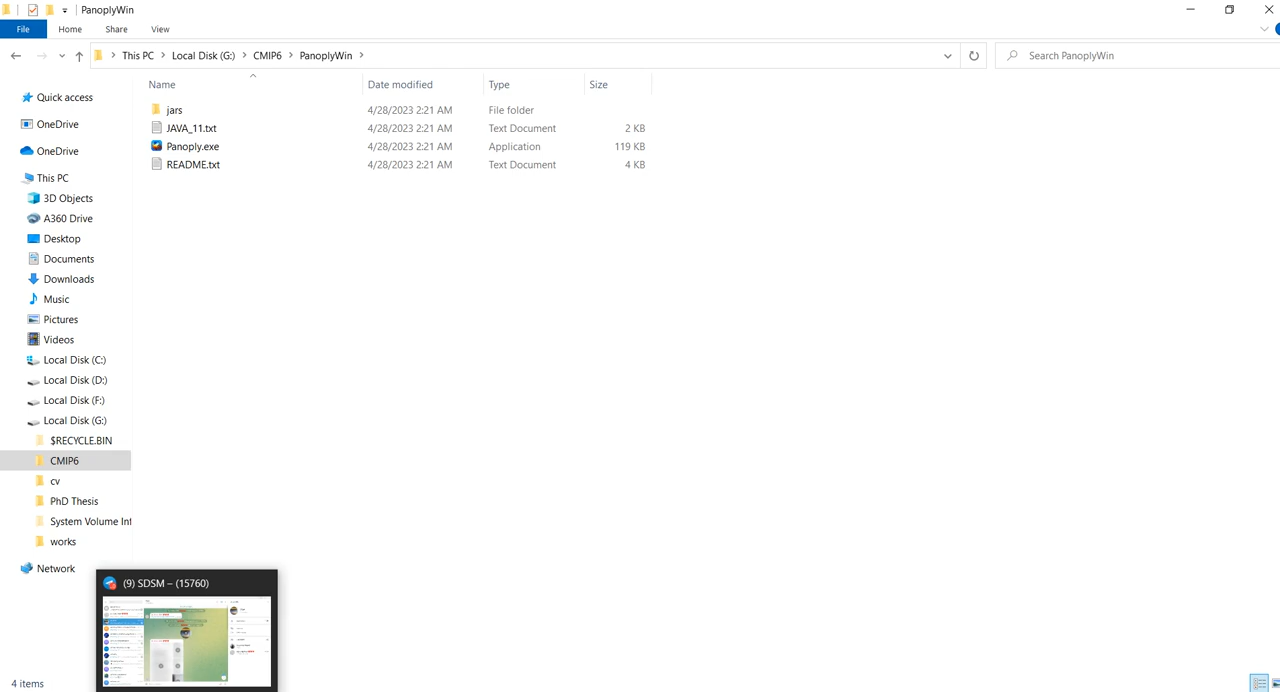 PanoplyWin
File Home Share View
This PC Local Disk (G:) CMIP6 PanoplyWin
Search PanoplyWin
Name Date modified Type Size
jars 4/28/2023 2:21 AM File folder
JAVA_11.txt 4/28/2023 2:21 AM Text Document 2 KB
Panoply.exe 4/28/2023 2:21 AM Application 119 KB
README.txt 4/28/2023 2:21 AM Text Document 4 KB
Quick access
OneDrive
OneDrive
This PC
3D Objects
A360 Drive
Desktop
Documents
Downloads
Music
Pictures
Videos
Local Disk (C:)
Local Disk (D:)
Local Disk (F:)
Local Disk (G:)
$RECYCLE.BIN
CMIP6
cv
PhD Thesis
System Volume Inf
works
Network
(9) SDSM – (15760)
4 items